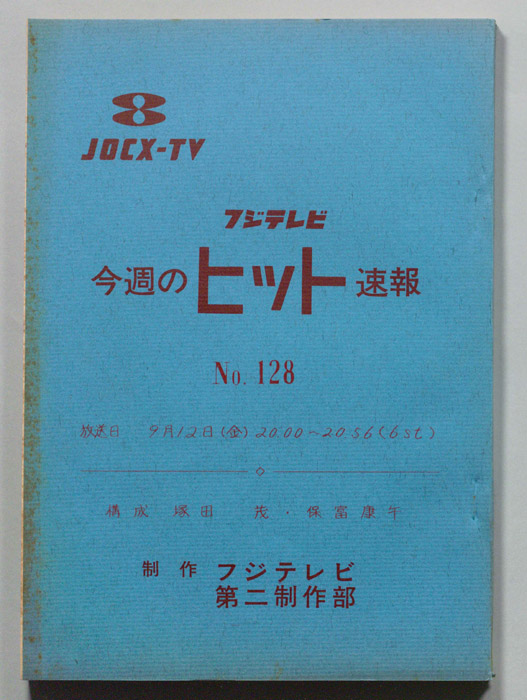 8
JOCX-TV
フジテレビ
今週のヒット速報
No. 128
放送日 9月12日(金) 20.00～20.56(6st)
構成 塚田 茂・保富康午
制作 フジテレビ
第二制作部